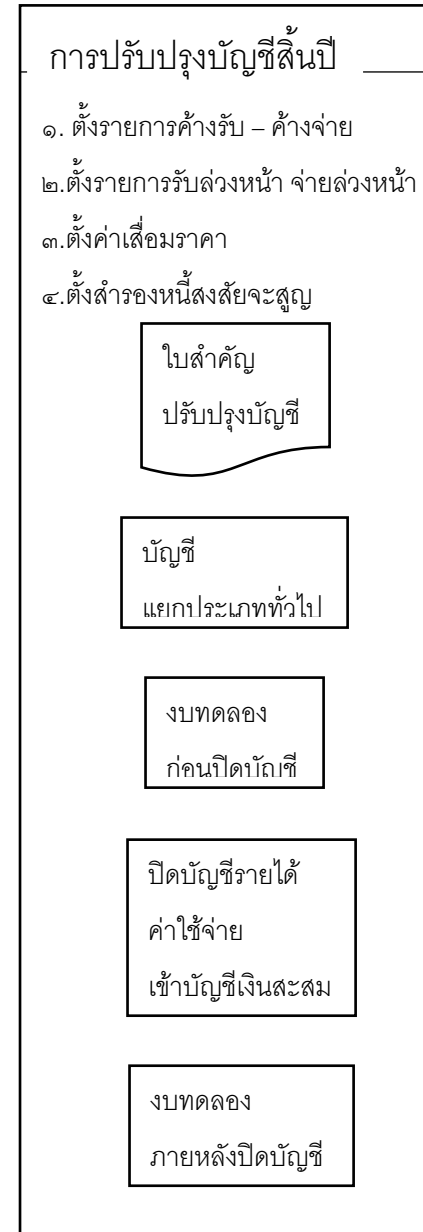 การปรับปรุงบัญชีสิ้นปี
๑. ตั้งรายการค้างรับ – ค้างจ่าย
๒.ตั้งรายการรับล่วงหน้า จ่ายล่วงหน้า
๓.ตั้งค่าเสื่อมราคา
๔.ตั้งสำรองหนี้สงสัยจะสูญ
ใบสำคัญ
ปรับปรุงบัญชี
บัญชี
แยกประเภททั่วไป
งบทดลอง
ก่อนปิดบัญชี
ปิดบัญชีรายได้
ค่าใช้จ่าย
เข้าบัญชีเงินสะสม
งบทดลอง
ภายหลังปิดบัญชี